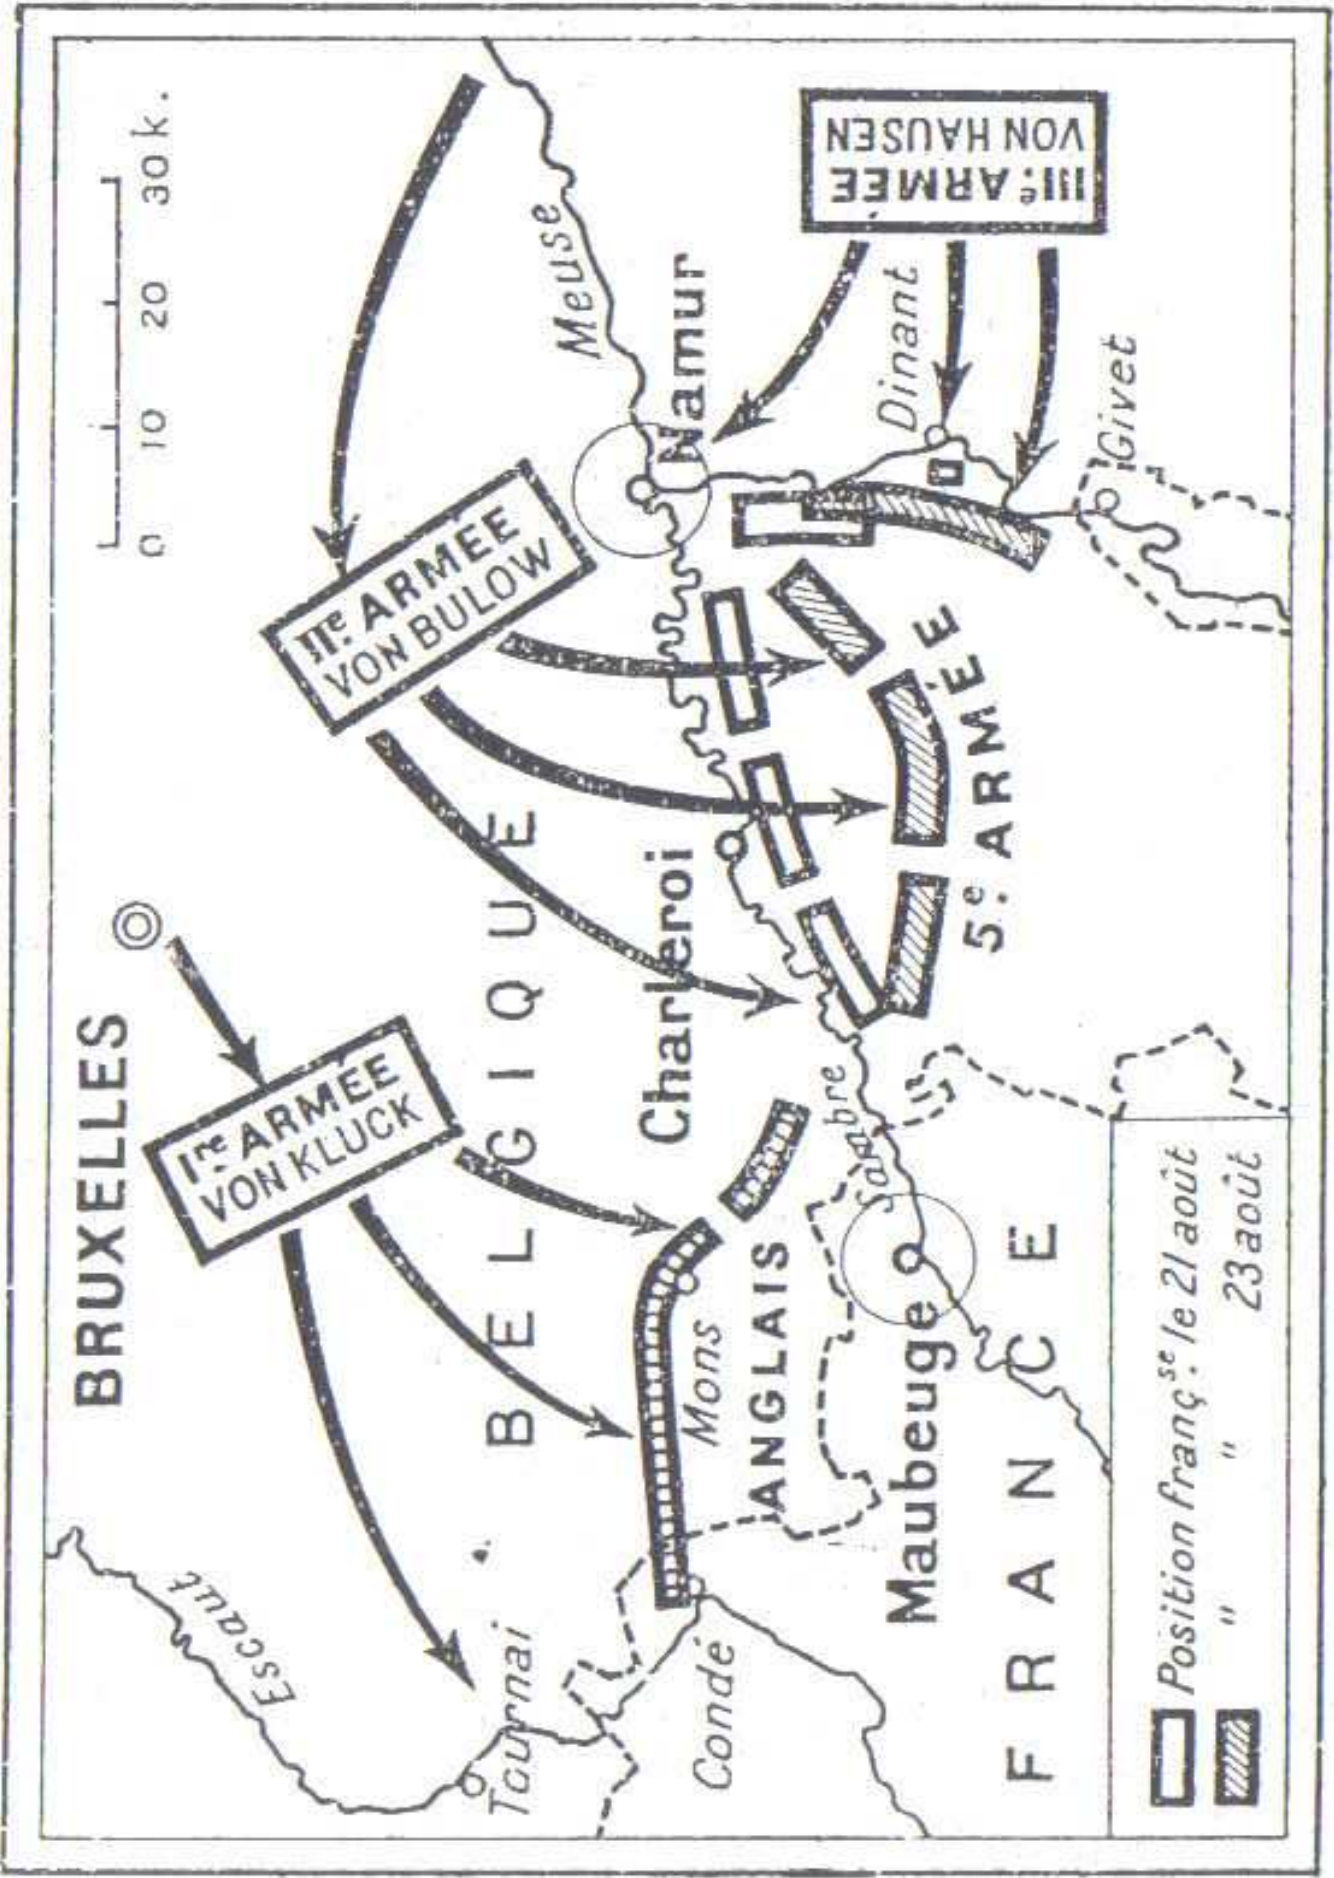 BRUXELLES
0 10 20 30 k.
Escaut
Iʳᵉ ARMÉE
VON KLUCK
IIᵉ. ARMÉE
VON BULOW
Meuse
BELGIQUE
Tournai
Condé
Mons
ANGLAIS
Charleroi
Namur
IIIᵉ. ARMÉE
VON HAUSEN
Sambre
Dinant
Maubeuge
5ᵉ. ARMÉE
Givet
FRANCE
Position françˢᵉ. le 21 août
" " 23 août